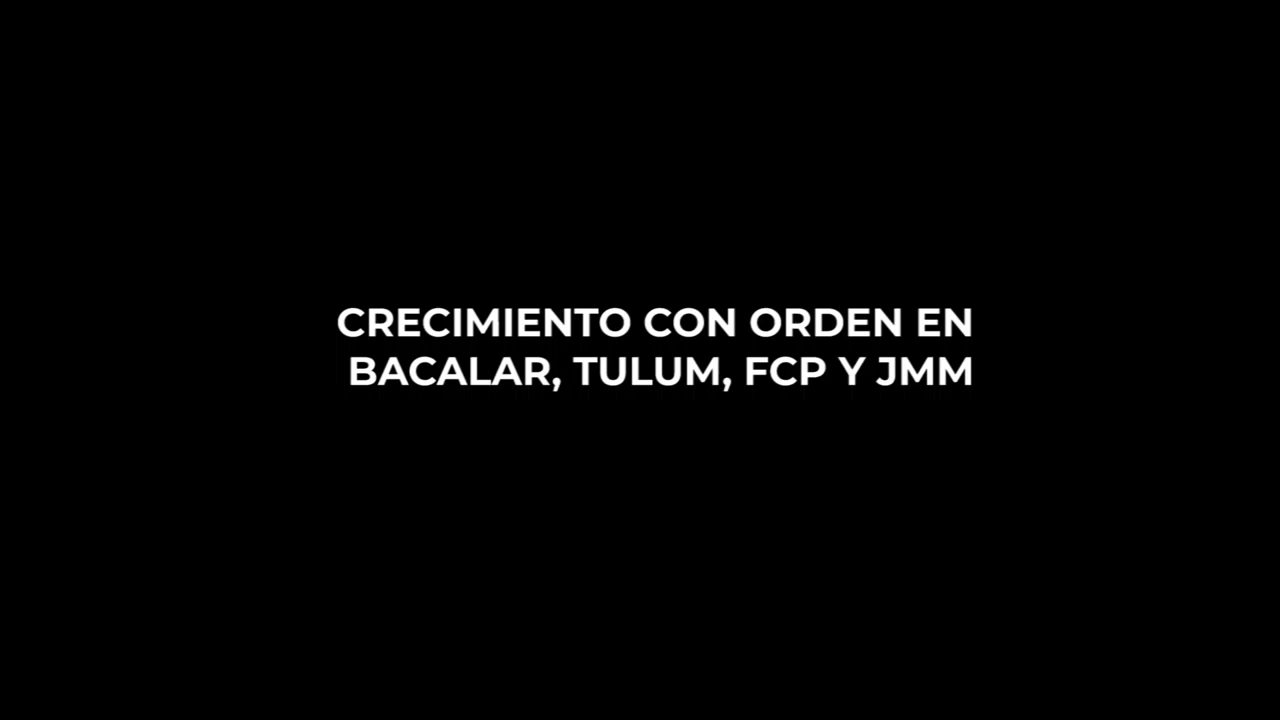 CRECIMIENTO CON ORDEN EN
BACALAR, TULUM, FCP Y JMM